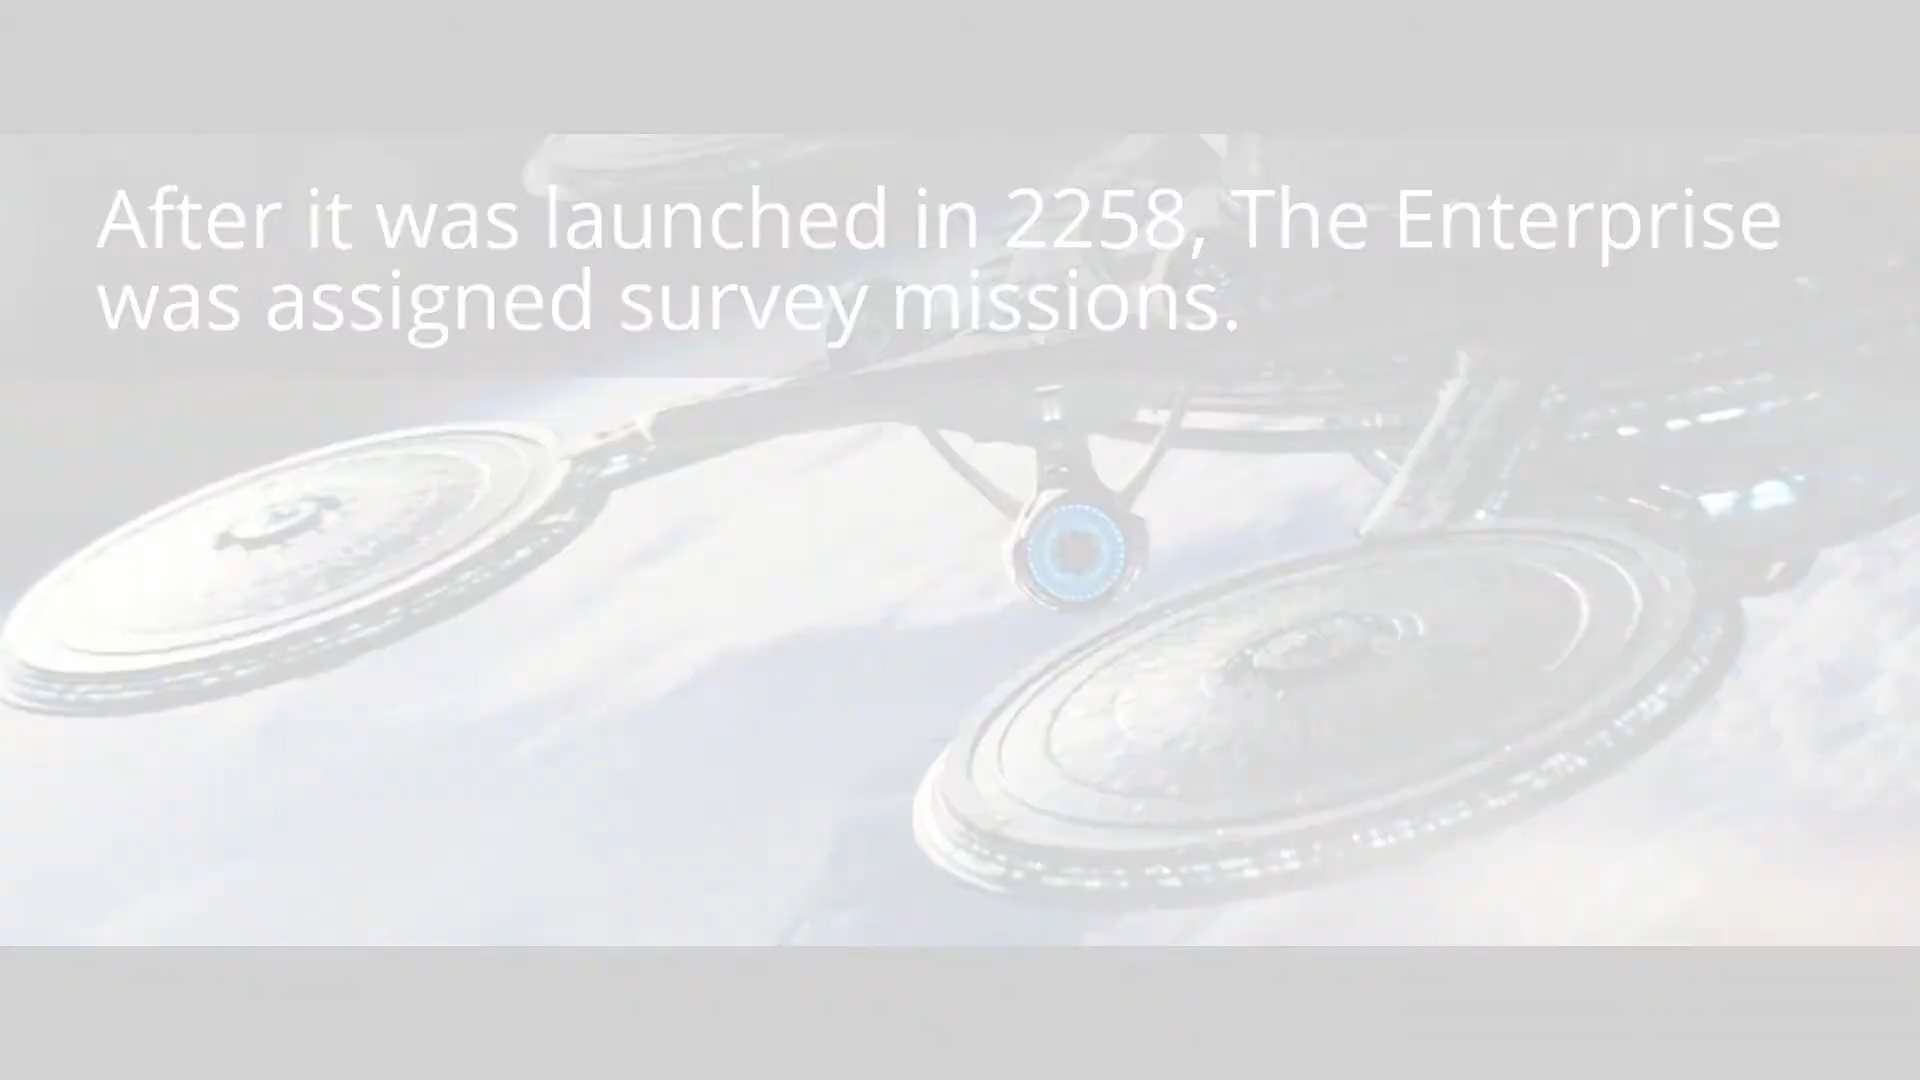 After it was launched in 2258, The Enterprise
was assigned survey missions.